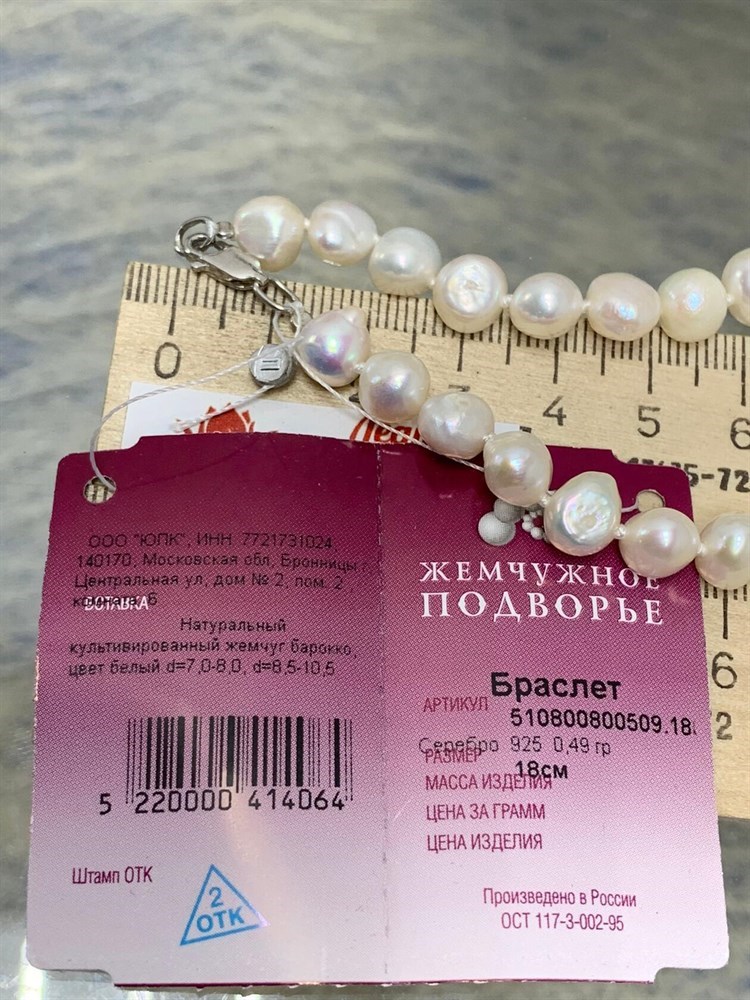 0 3 4 5 6
ООО "ЮПК", ИНН 7721731024,
140170, Московская обл, Бронницы г,
Центральная ул, дом № 2, пом. 2
ВСТАВКА
Натуральный
культивированный жемчуг барокко,
цвет белый d=7,0-8,0, d=8,5-10,5
5 220000 414064
Штамп ОТК
2
ОТК
ЖЕМЧУЖНОЕ
ПОДВОРЬЕ
Браслет
АРТИКУЛ 510800800509.18
Серебро 925 0,49 гр
РАЗМЕР
18см
МАССА ИЗДЕЛИЯ
ЦЕНА ЗА ГРАММ
ЦЕНА ИЗДЕЛИЯ
Произведено в России
ОСТ 117-3-002-95
6